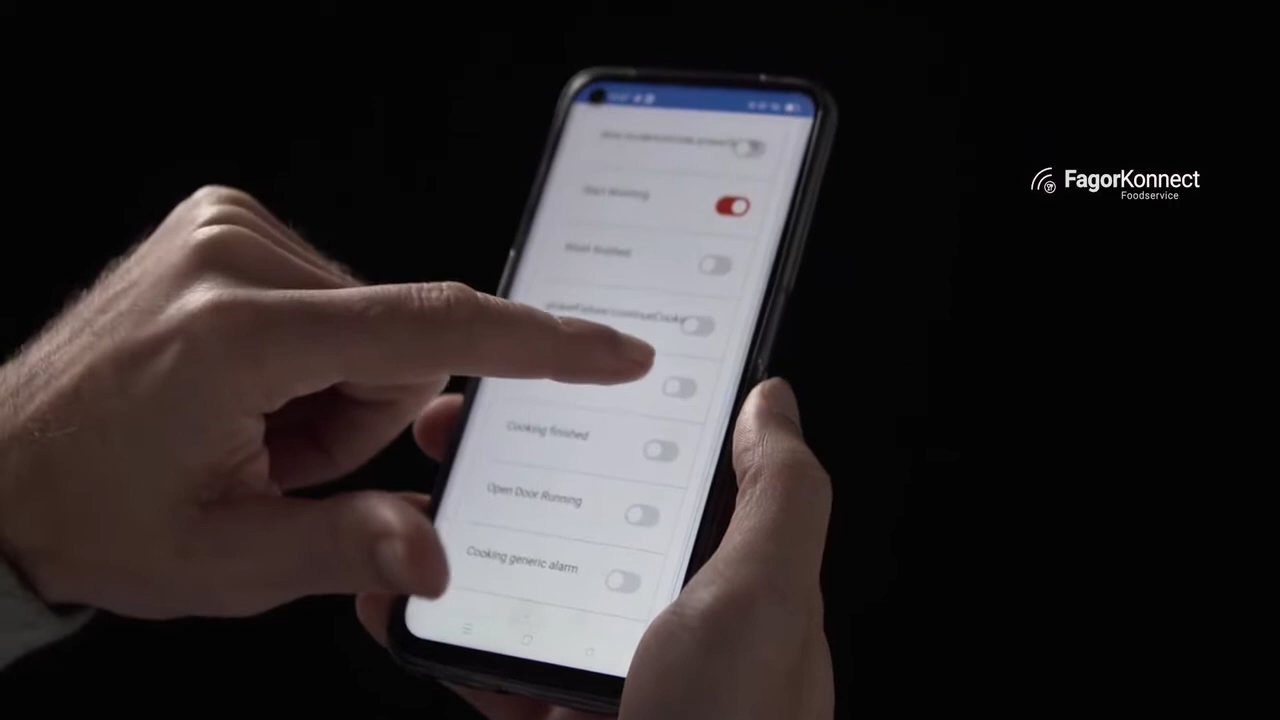 FagorKonnect
Foodservice
Start Washing
Wash finished
Cooking finished
Open Door Running
Cooking generic alarm